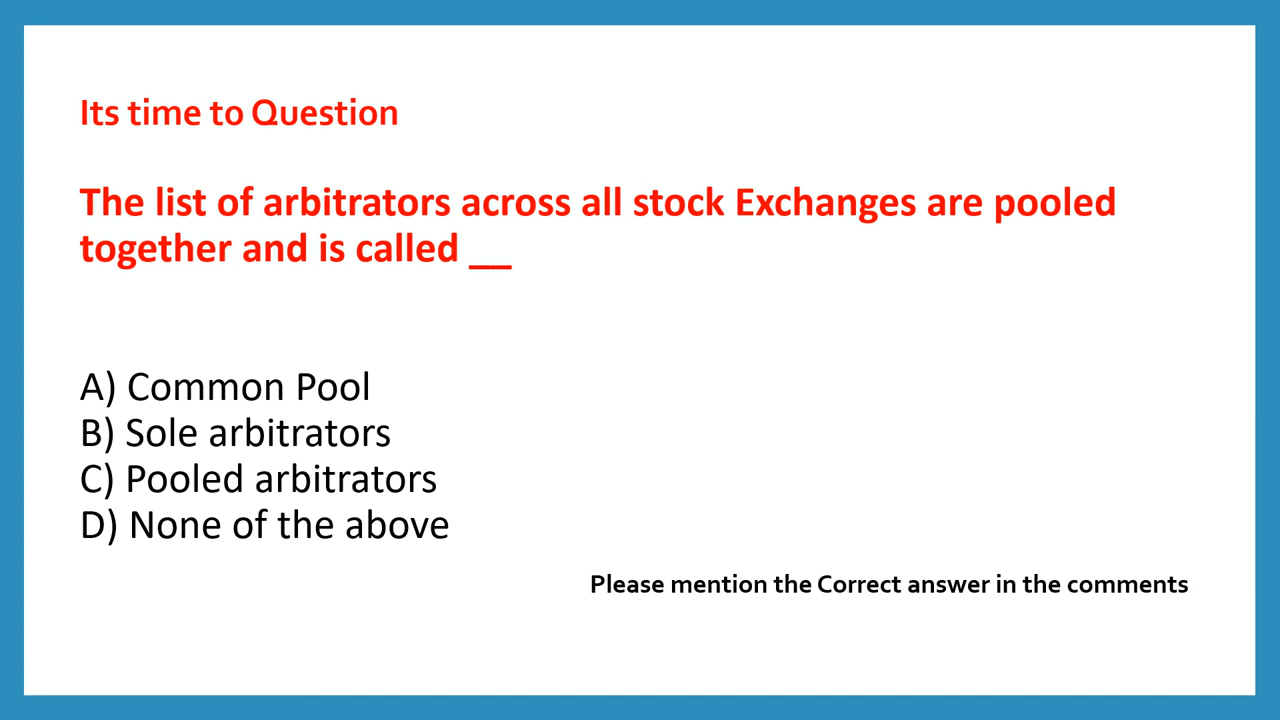 Its time to Question
The list of arbitrators across all stock Exchanges are pooled
together and is called __
A) Common Pool
B) Sole arbitrators
C) Pooled arbitrators
D) None of the above
Please mention the Correct answer in the comments